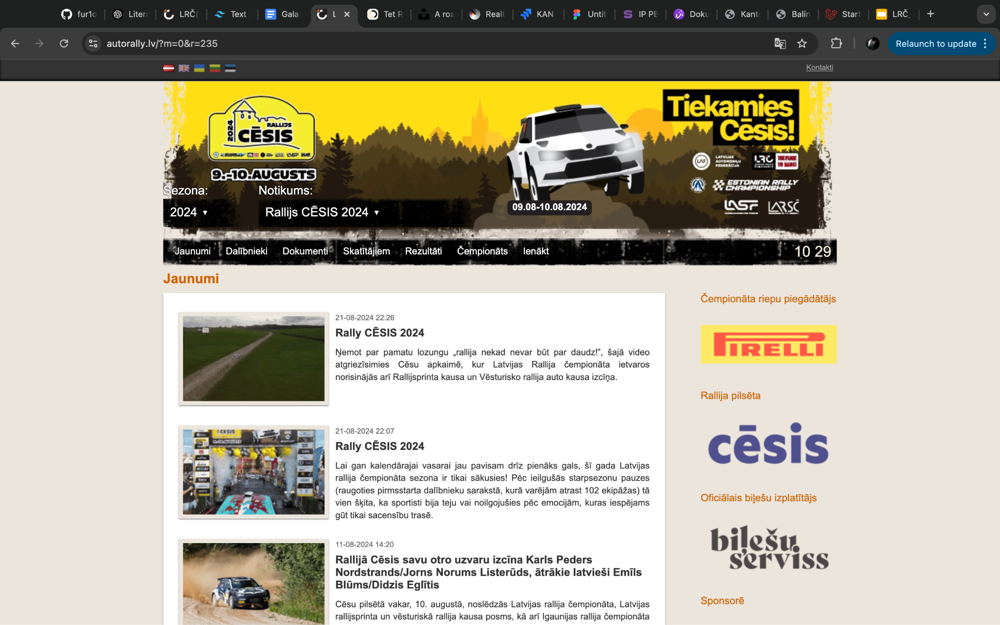 fur1o
Liter
LRČ(
Text
Gala
L
Tet R
A roa
Realt
KAN
Untit
IP PB
Doku
Kanta
Balin
Start
LRČ_
autorally.lv/?m=0&r=235
Relaunch to update
Kontakti
2024
RALLIJS
CĒSIS
9.-10.AUGUSTS
Tiekamies
Cēsīs!
LAF
LATVIJAS
AUTOMOBIĻU
FEDERĀCIJA
LRČ
ESTONIAN RALLY
CHAMPIONSHIP
LASF
LARSČ
Sezona:
Notikums:
2024 ▼
Rallijs CĒSIS 2024 ▼
09.08-10.08.2024
Jaunumi
Dalībnieki
Dokumenti
Skatītājiem
Rezultāti
Čempionāts
Ienākt
10 29
Jaunumi
21-08-2024 22:26
Rally CĒSIS 2024
Ņemot par pamatu lozungu „rallija nekad nevar būt par daudz!”, šajā video
atgriezīsimies Cēsu apkaimē, kur Latvijas Rallija čempionāta ietvaros
norisinājās arī Rallijsprinta kausa un Vēsturisko rallija auto kausa izcīņa.
21-08-2024 22:07
Rally CĒSIS 2024
Lai gan kalendārajai vasarai jau pavisam drīz pienāks gals, šī gada Latvijas
rallija čempionāta sezona ir tikai sākusies! Pēc ieilgušās starpsezonu pauzes
(raugoties pirmsstarta dalībnieku sarakstā, kurā varējām atrast 102 ekipāžas) tā
vien šķita, ka sportisti bija teju vai noilgojušies pēc emocijām, kuras iespējams
gūt tikai sacensību trasē.
11-08-2024 14:20
Rallijā Cēsis savu otro uzvaru izcīna Karls Peders
Nordstrands/Jorns Norums Listerūds, ātrākie latvieši Emīls
Blūms/Didzis Eglītis
Cēsu pilsētā vakar, 10. augustā, noslēdzās Latvijas rallija čempionāta, Latvijas
rallijsprinta un vēsturiskā rallija kausa posms, kā arī Igaunijas rallija čempionāta
Čempionāta riepu piegādātājs
PIRELLI
Rallija pilsēta
cēsis
Oficiālais biļešu izplatītājs
biļešu
serviss
Sponsorē